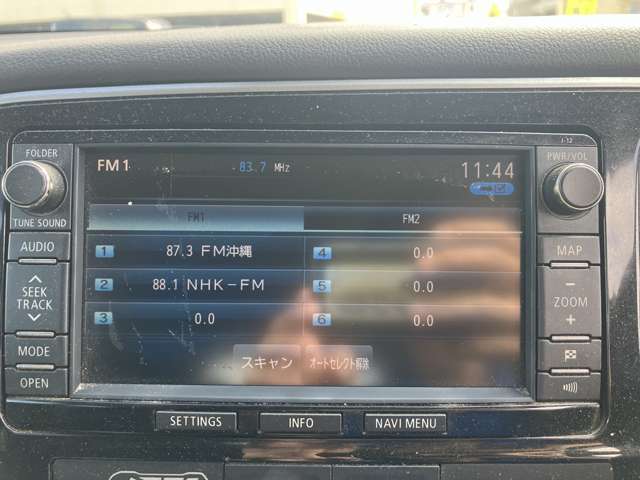 J-12
FOLDER
PWR/VOL
FM1 83.7 MHz 11:44
TUNE SOUND
FM1 FM2
AUDIO
MAP
1 87.3 FM沖縄 4 0.0
SEEK TRACK
2 88.1 NHK-FM 5 0.0
ZOOM
3 0.0 6 0.0
MODE
スキャン オートセレクト解除
OPEN
SETTINGS INFO NAVI MENU